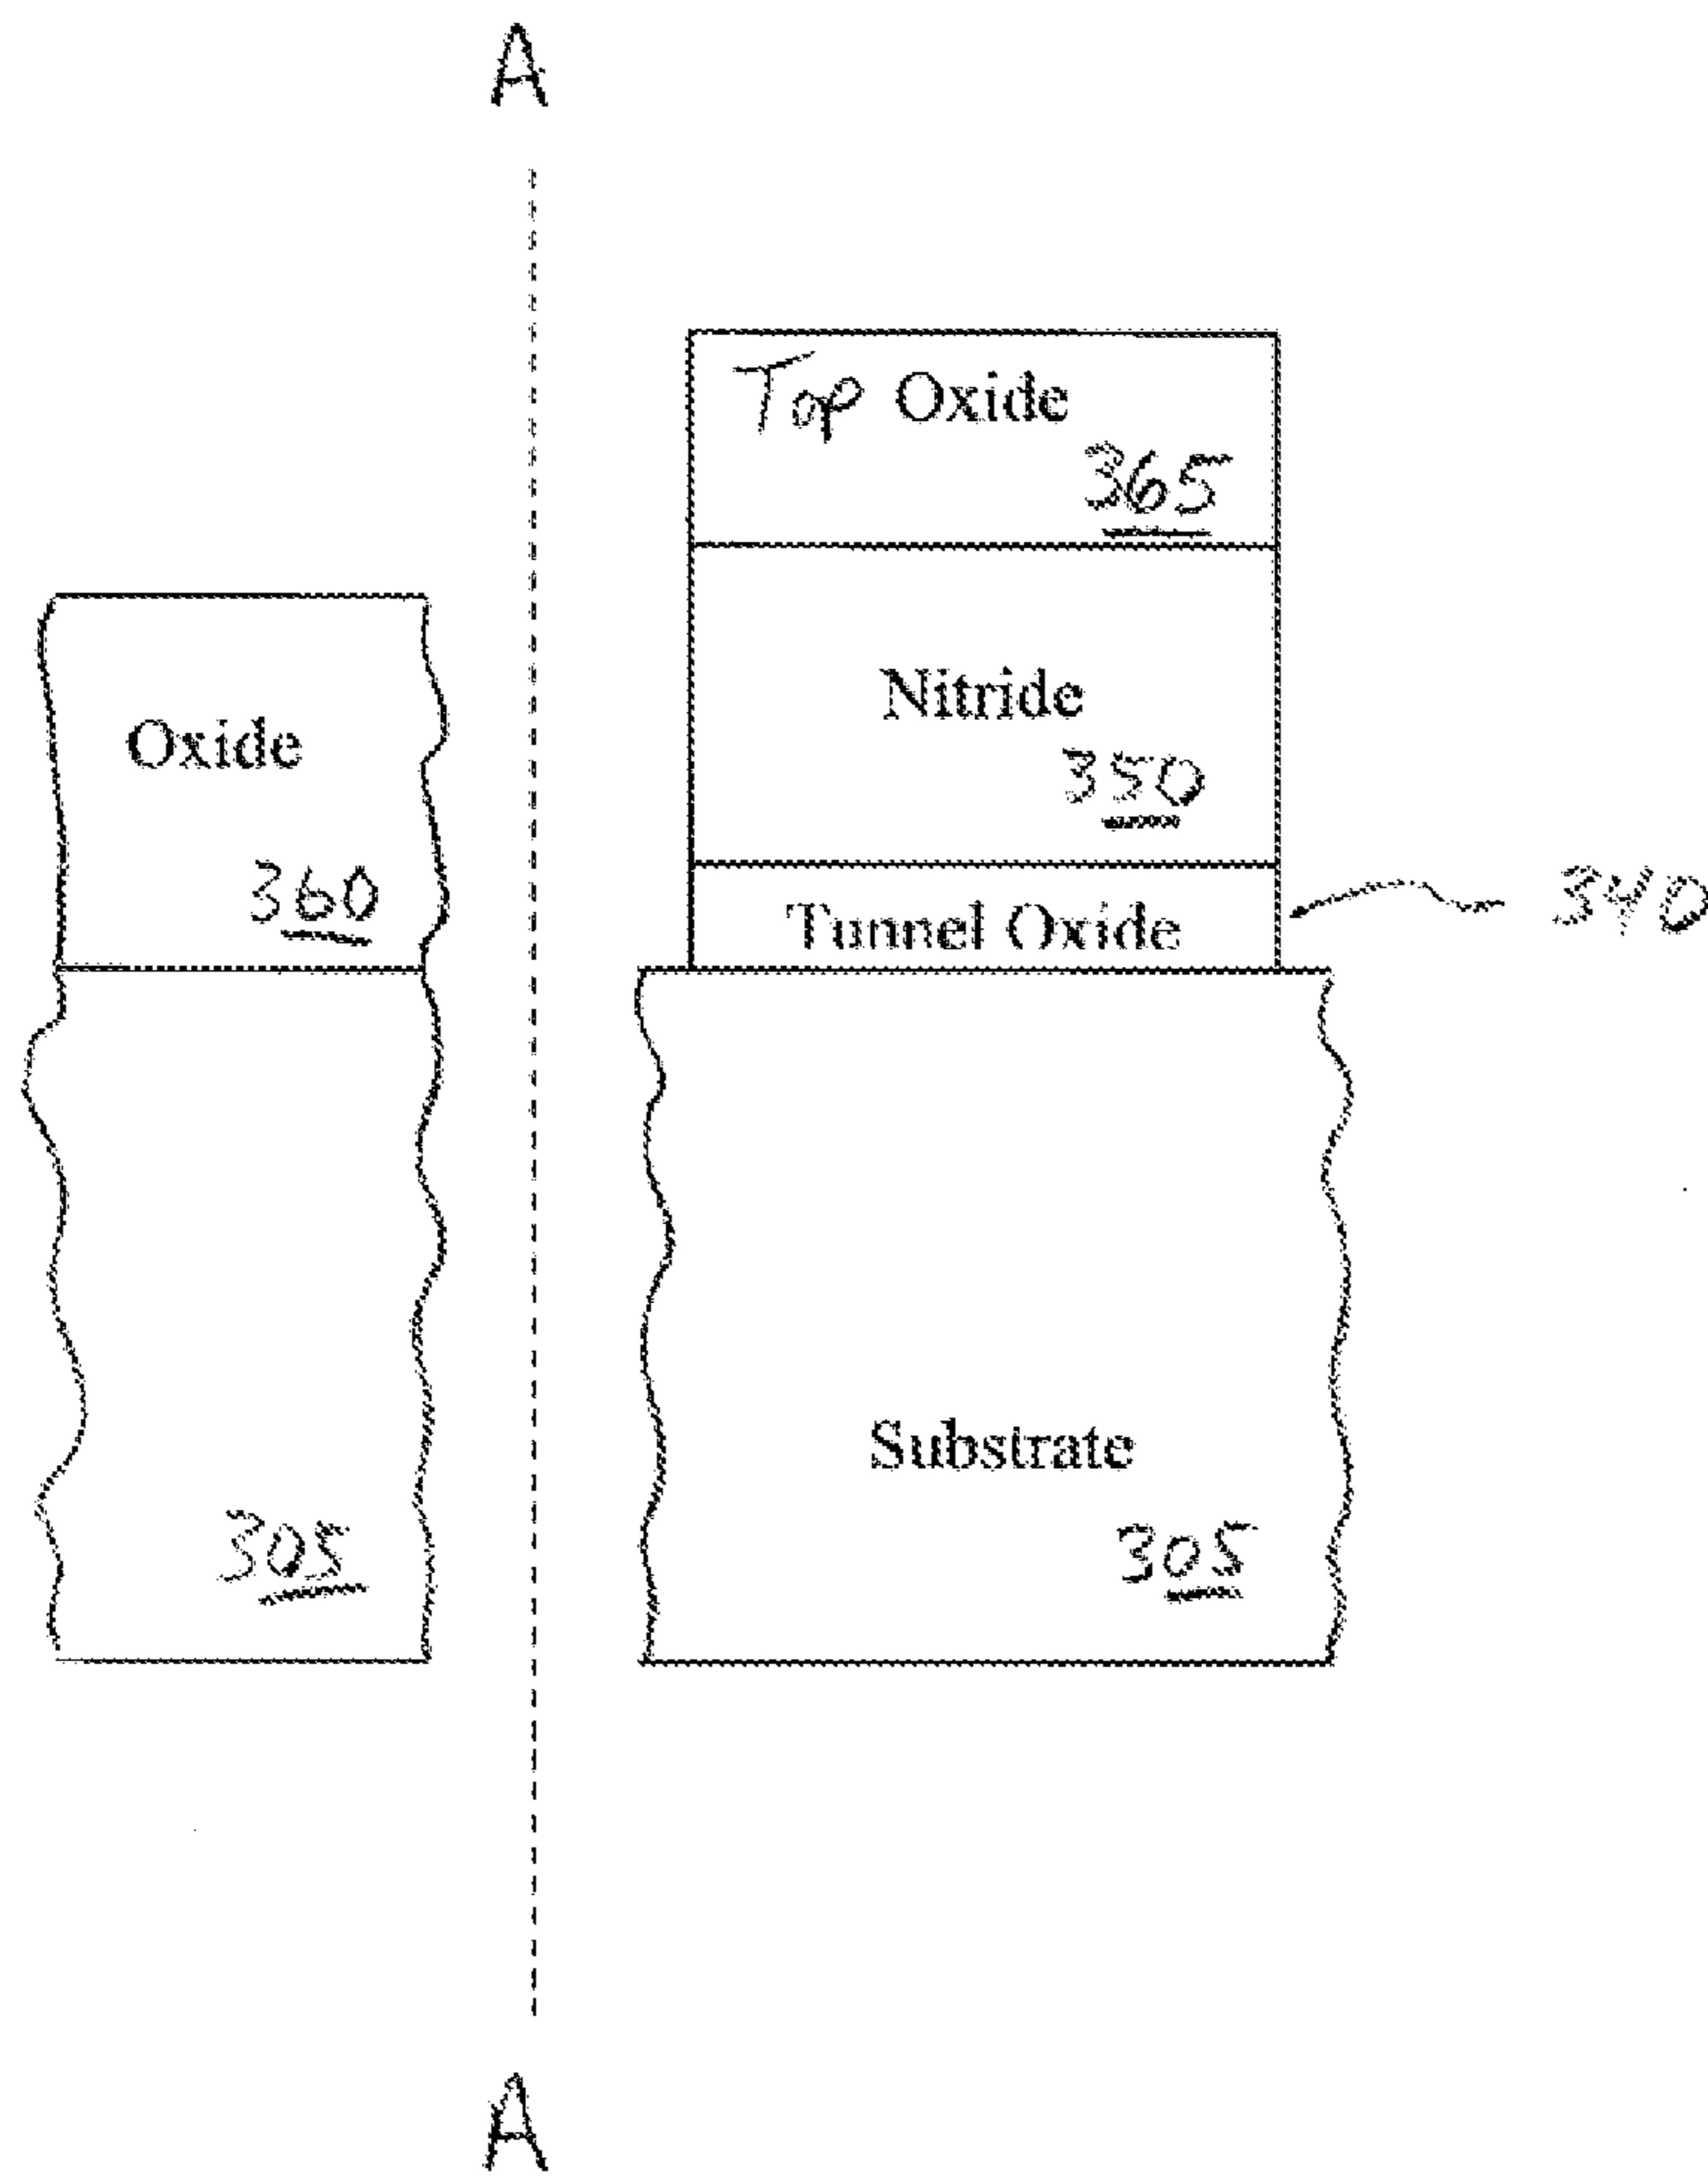 A
Top Oxide
365
Nitride
350
Oxide
360
Tunnel Oxide
340
Substrate
305
305
A